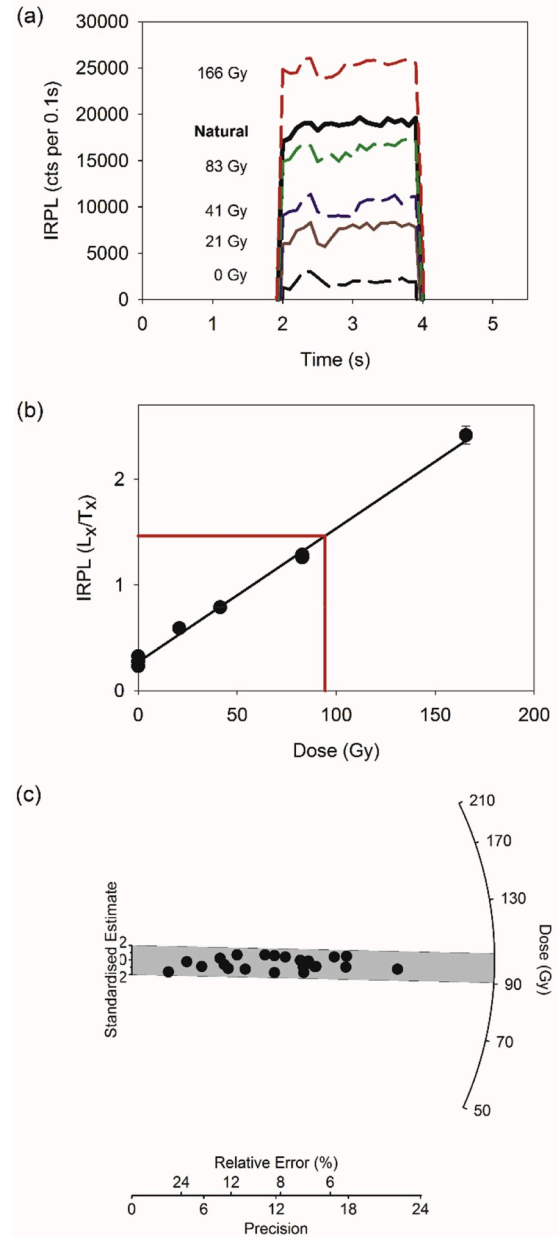 (a)
30000
25000
20000
15000
10000
5000
0
IRPL (cts per 0.1s)
166 Gy
Natural
83 Gy
41 Gy
21 Gy
0 Gy
0 1 2 3 4 5
Time (s)
(b)
2
1
0
IRPL (Lx/Tx)
0 50 100 150 200
Dose (Gy)
(c)
210
170
130
90
70
50
Dose (Gy)
Standardised Estimate
2
0
2
Relative Error (%)
24 12 8 6
0 6 12 18 24
Precision